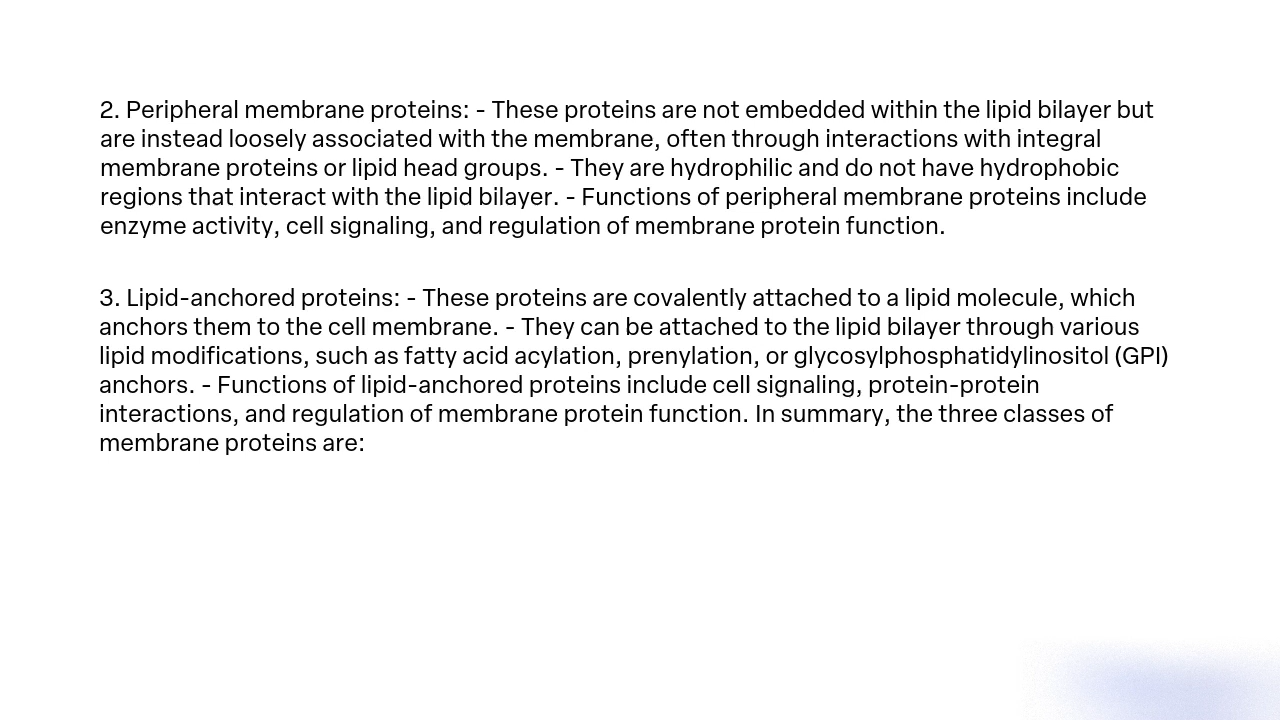 2. Peripheral membrane proteins: - These proteins are not embedded within the lipid bilayer but
are instead loosely associated with the membrane, often through interactions with integral
membrane proteins or lipid head groups. - They are hydrophilic and do not have hydrophobic
regions that interact with the lipid bilayer. - Functions of peripheral membrane proteins include
enzyme activity, cell signaling, and regulation of membrane protein function.
3. Lipid-anchored proteins: - These proteins are covalently attached to a lipid molecule, which
anchors them to the cell membrane. - They can be attached to the lipid bilayer through various
lipid modifications, such as fatty acid acylation, prenylation, or glycosylphosphatidylinositol (GPI)
anchors. - Functions of lipid-anchored proteins include cell signaling, protein-protein
interactions, and regulation of membrane protein function. In summary, the three classes of
membrane proteins are: